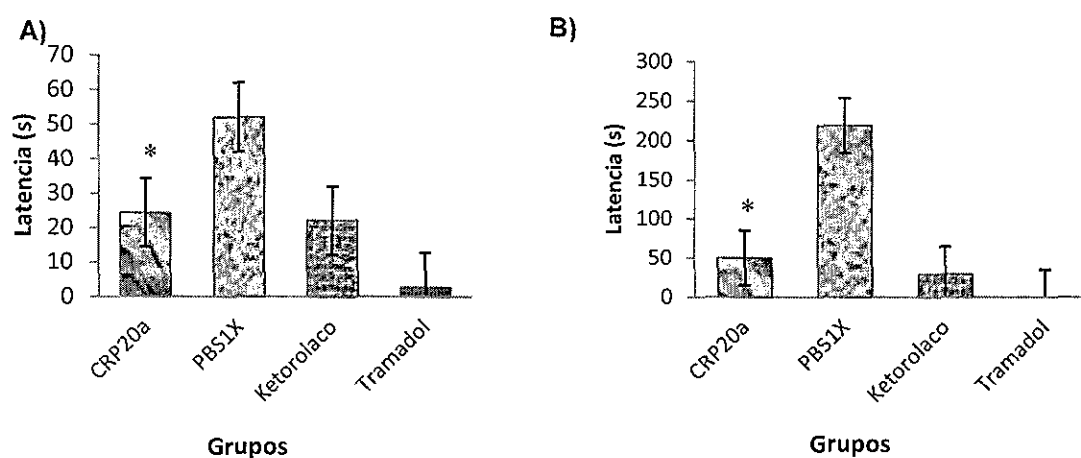 A)
70
60
50
40
30
20
10
0
Latencia (s)
*
CRP20a
PBS1X
Ketorolaco
Tramadol
Grupos
B)
300
250
200
150
100
50
0
Latencia (s)
*
CRP20a
PBS1X
Ketorolaco
Tramadol
Grupos